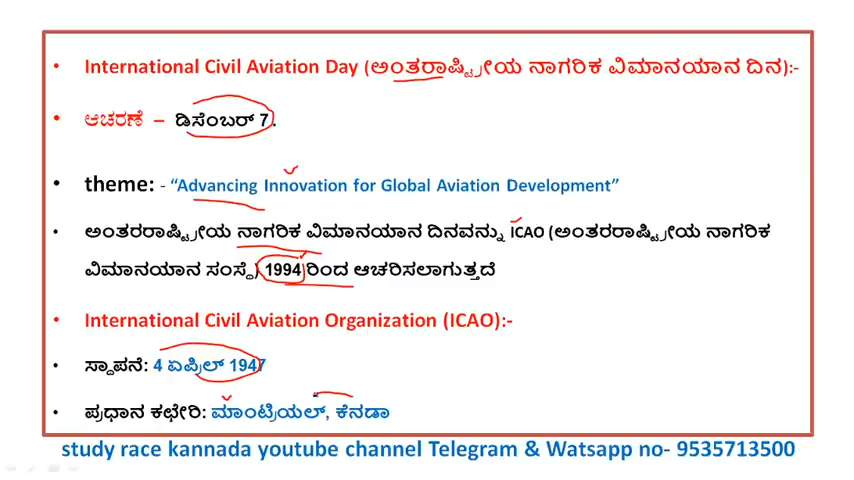 • International Civil Aviation Day (ಅಂತರಾಷ್ಟ್ರೀಯ ನಾಗರಿಕ ವಿಮಾನಯಾನ ದಿನ):-
• ಆಚರಣೆ – ಡಿಸೆಂಬರ್ 7.
• theme: - “Advancing Innovation for Global Aviation Development”
• ಅಂತರರಾಷ್ಟ್ರೀಯ ನಾಗರಿಕ ವಿಮಾನಯಾನ ದಿನವನ್ನು ICAO (ಅಂತರರಾಷ್ಟ್ರೀಯ ನಾಗರಿಕ
ವಿಮಾನಯಾನ ಸಂಸ್ಥೆ) 1994 ರಿಂದ ಆಚರಿಸಲಾಗುತ್ತದೆ
• International Civil Aviation Organization (ICAO):-
• ಸ್ಥಾಪನೆ: 4 ಏಪ್ರಿಲ್ 1947
• ಪ್ರಧಾನ ಕಛೇರಿ: ಮಾಂಟ್ರಿಯಲ್, ಕೆನಡಾ
study race kannada youtube channel Telegram & Watsapp no- 9535713500